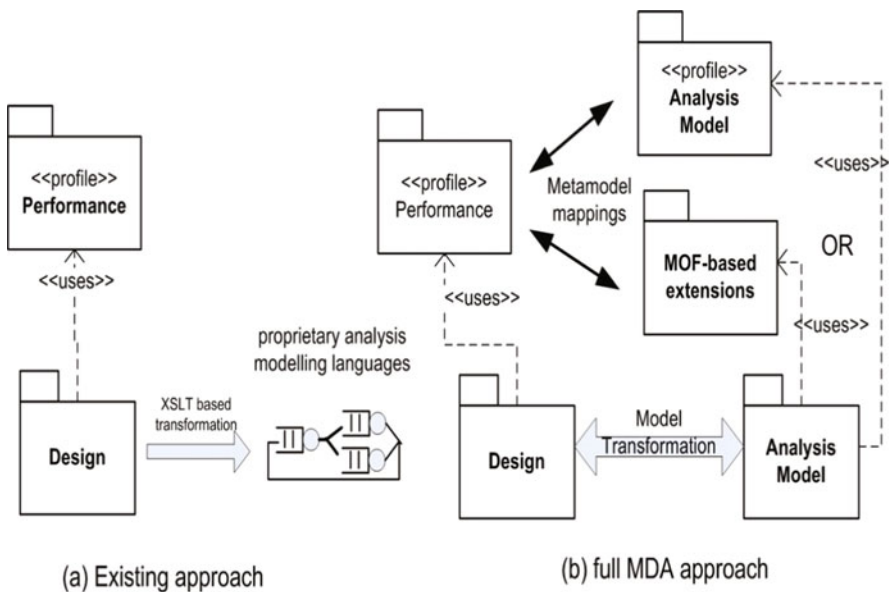 <<profile>>
Performance
<<uses>>
Design
XSLT based
transformation
proprietary analysis
modelling languages
(a) Existing approach
<<profile>>
Analysis
Model
<<profile>>
Performance
Metamodel
mappings
<<uses>>
MOF-based
extensions
OR
<<uses>>
<<uses>>
Design
Model
Transformation
Analysis
Model
(b) full MDA approach